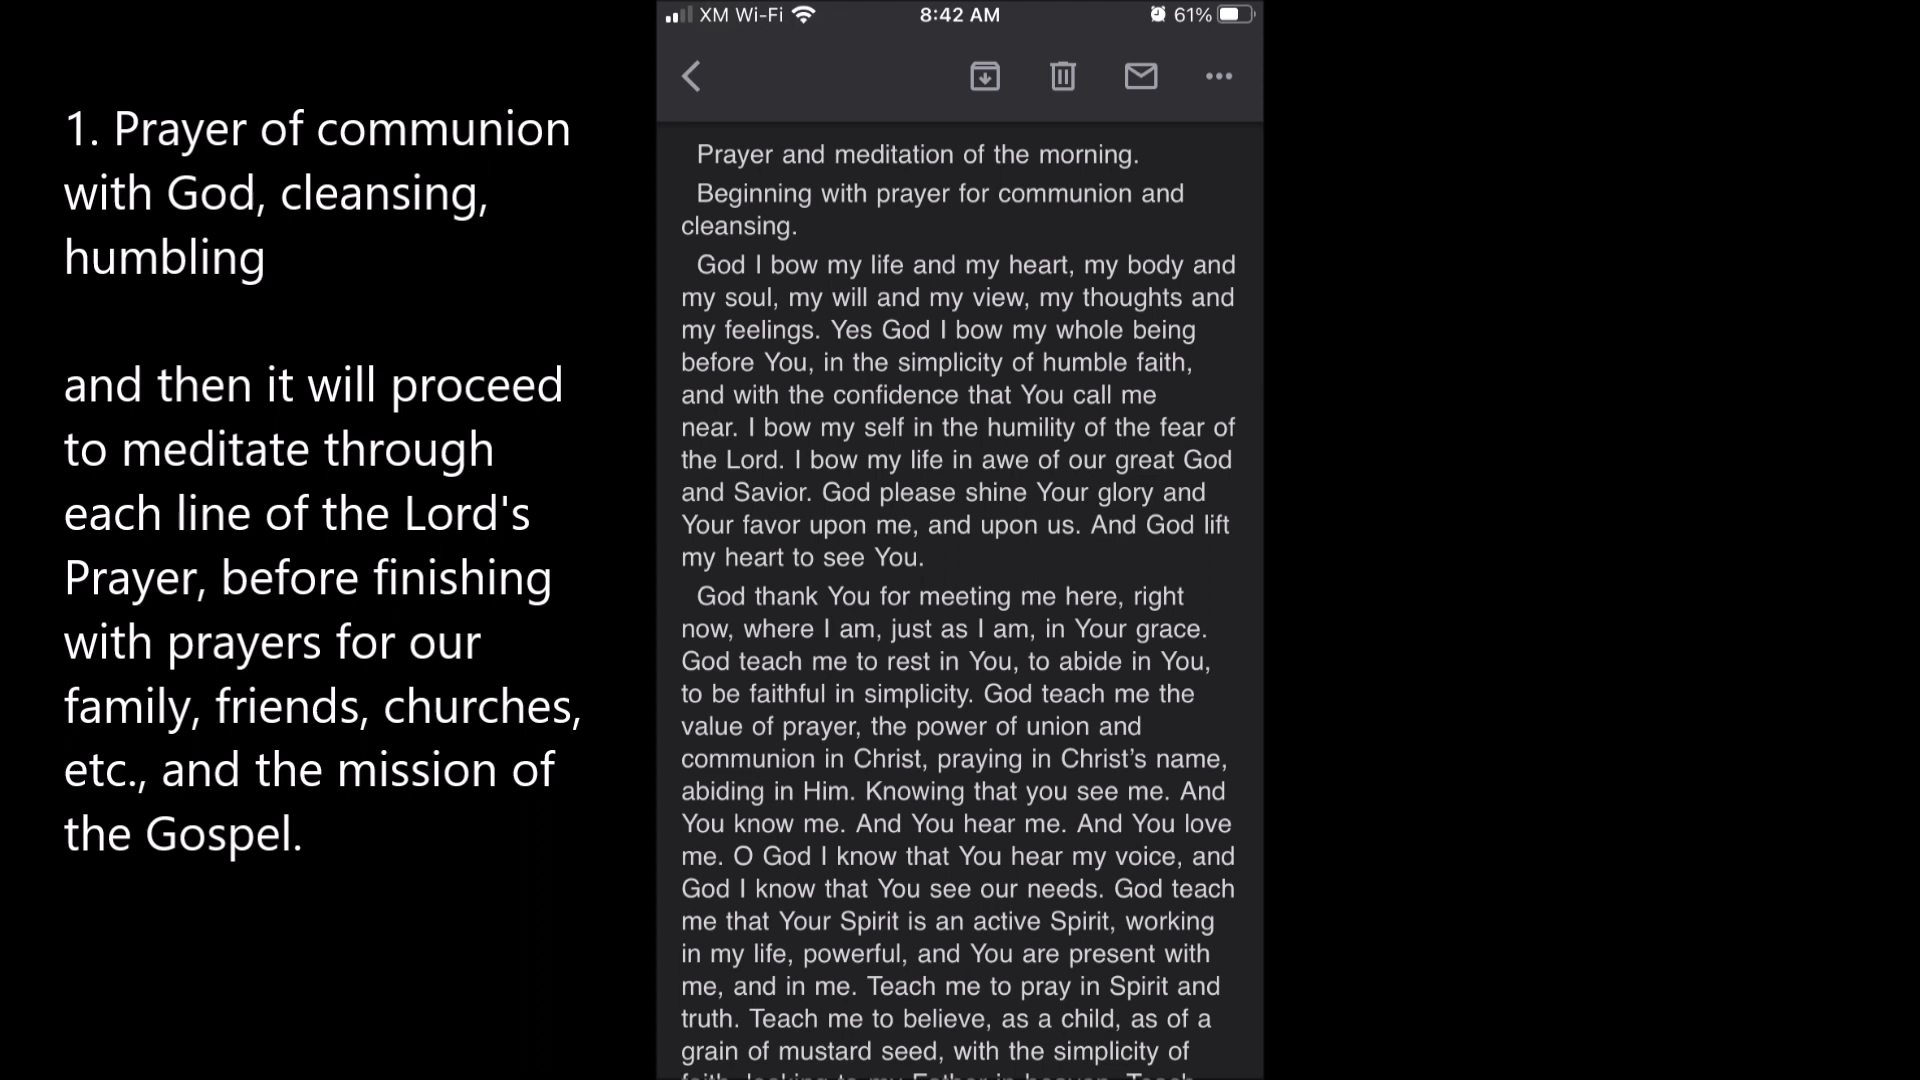 1. Prayer of communion
with God, cleansing,
humbling
and then it will proceed
to meditate through
each line of the Lord's
Prayer, before finishing
with prayers for our
family, friends, churches,
etc., and the mission of
the Gospel.
XM Wi-Fi 8:42 AM 61%
Prayer and meditation of the morning.
Beginning with prayer for communion and
cleansing.
God I bow my life and my heart, my body and
my soul, my will and my view, my thoughts and
my feelings. Yes God I bow my whole being
before You, in the simplicity of humble faith,
and with the confidence that You call me
near. I bow my self in the humility of the fear of
the Lord. I bow my life in awe of our great God
and Savior. God please shine Your glory and
Your favor upon me, and upon us. And God lift
my heart to see You.
God thank You for meeting me here, right
now, where I am, just as I am, in Your grace.
God teach me to rest in You, to abide in You,
to be faithful in simplicity. God teach me the
value of prayer, the power of union and
communion in Christ, praying in Christ’s name,
abiding in Him. Knowing that you see me. And
You know me. And You hear me. And You love
me. O God I know that You hear my voice, and
God I know that You see our needs. God teach
me that Your Spirit is an active Spirit, working
in my life, powerful, and You are present with
me, and in me. Teach me to pray in Spirit and
truth. Teach me to believe, as a child, as of a
grain of mustard seed, with the simplicity of